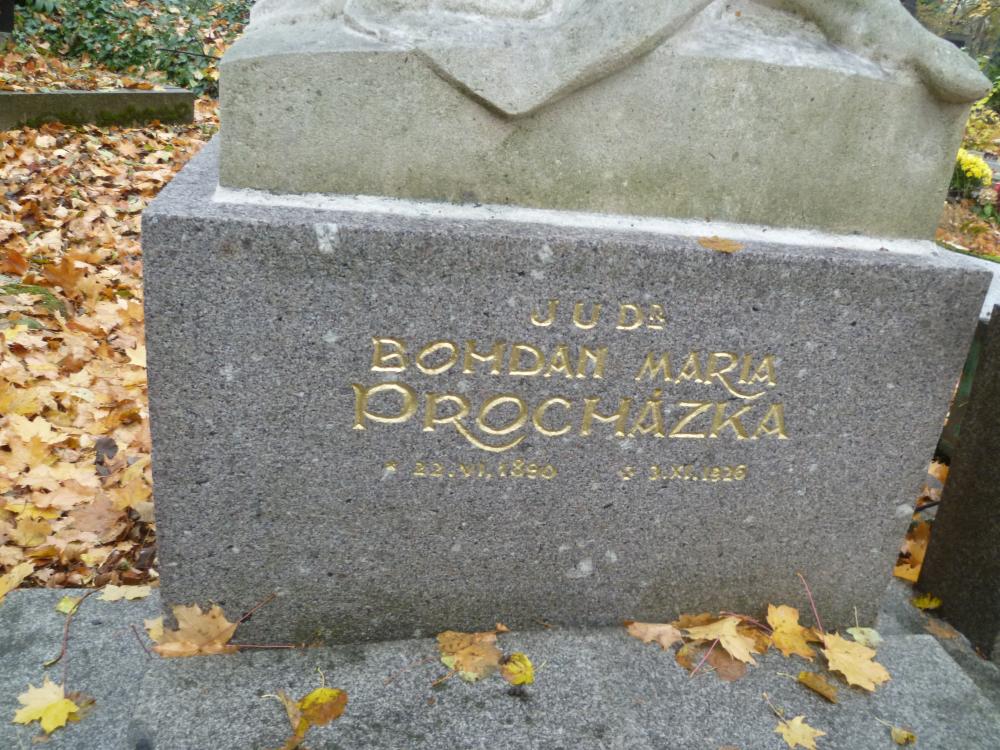 JUDR
BOHDAN MARIA
PROCHÁZKA
* 22.VI.1890 3.XI.1926